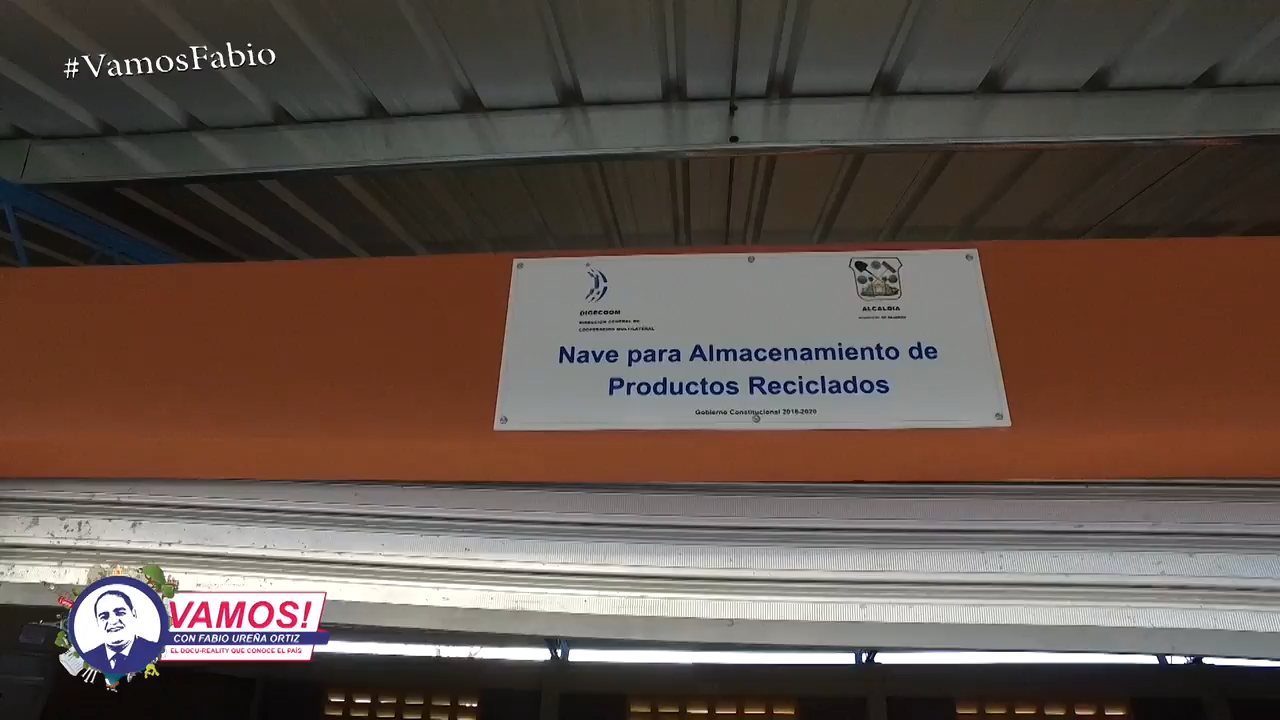 #VamosFabio
DIGECOOM
DIRECCIÓN GENERAL DE
COOPERACIÓN MULTILATERAL
ALCALDIA
Nave para Almacenamiento de
Productos Reciclados
Gobierno Constitucional 2016-2020
VAMOS!
CON FABIO UREÑA ORTIZ
EL DOCU-REALITY QUE CONOCE EL PAÍS